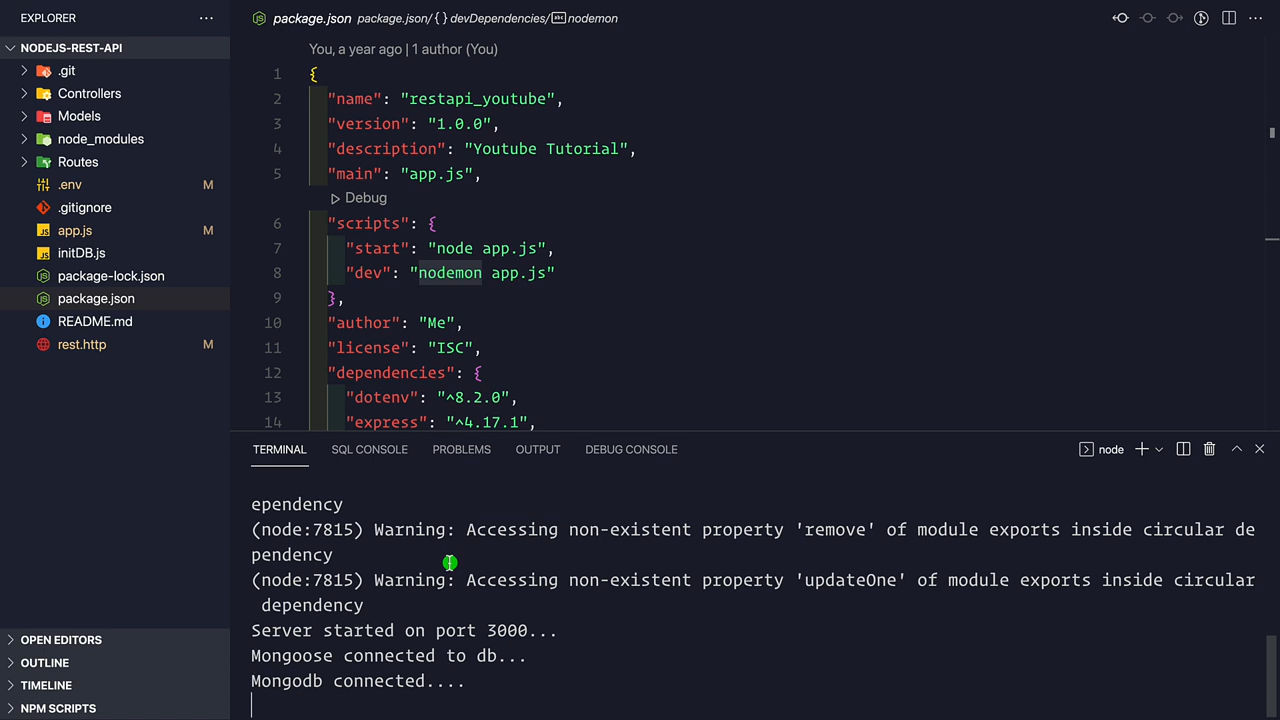 EXPLORER
NODEJS-REST-API
.git
Controllers
Models
node_modules
Routes
.env M
.gitignore
app.js M
initDB.js
package-lock.json
package.json
README.md
rest.http M
OPEN EDITORS
OUTLINE
TIMELINE
NPM SCRIPTS
package.json package.json/{ } devDependencies/abc nodemon
You, a year ago | 1 author (You)
1 {
2 "name": "restapi_youtube",
3 "version": "1.0.0",
4 "description": "Youtube Tutorial",
5 "main": "app.js",
Debug
6 "scripts": {
7 "start": "node app.js",
8 "dev": "nodemon app.js"
9 },
10 "author": "Me",
11 "license": "ISC",
12 "dependencies": {
13 "dotenv": "^8.2.0",
14 "express": "^4.17.1",
TERMINAL SQL CONSOLE PROBLEMS OUTPUT DEBUG CONSOLE node
ependency
(node:7815) Warning: Accessing non-existent property 'remove' of module exports inside circular de
pendency
(node:7815) Warning: Accessing non-existent property 'updateOne' of module exports inside circular
dependency
Server started on port 3000...
Mongoose connected to db...
Mongodb connected....